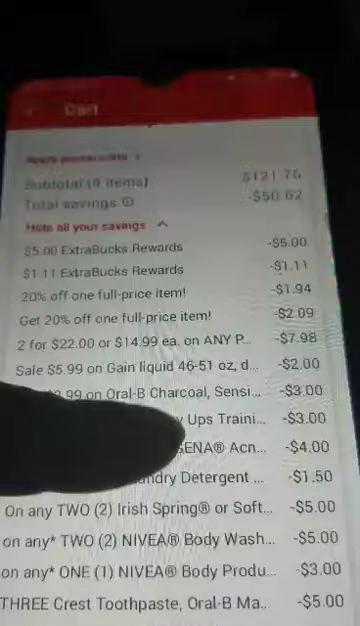 Cart
Apply
Subtotal (9 items) $121.76
Total savings -$50.62
Hide all your savings
$5.00 ExtraBucks Rewards -$5.00
$1.11 ExtraBucks Rewards -$1.11
20% off one full-price item! -$1.94
Get 20% off one full-price item! -$2.09
2 for $22.00 or $14.99 ea. on ANY P... -$7.98
Sale $5.99 on Gain liquid 46-51 oz, d... -$2.00
.99 on Oral-B Charcoal, Sensi... -$3.00
Ups Traini... -$3.00
Acn... -$4.00
Detergent ... -$1.50
On any TWO (2) Irish Spring® or Soft... -$5.00
on any* TWO (2) NIVEA® Body Wash... -$5.00
on any* ONE (1) NIVEA® Body Produ... -$3.00
THREE Crest Toothpaste, Oral-B Ma... -$5.00